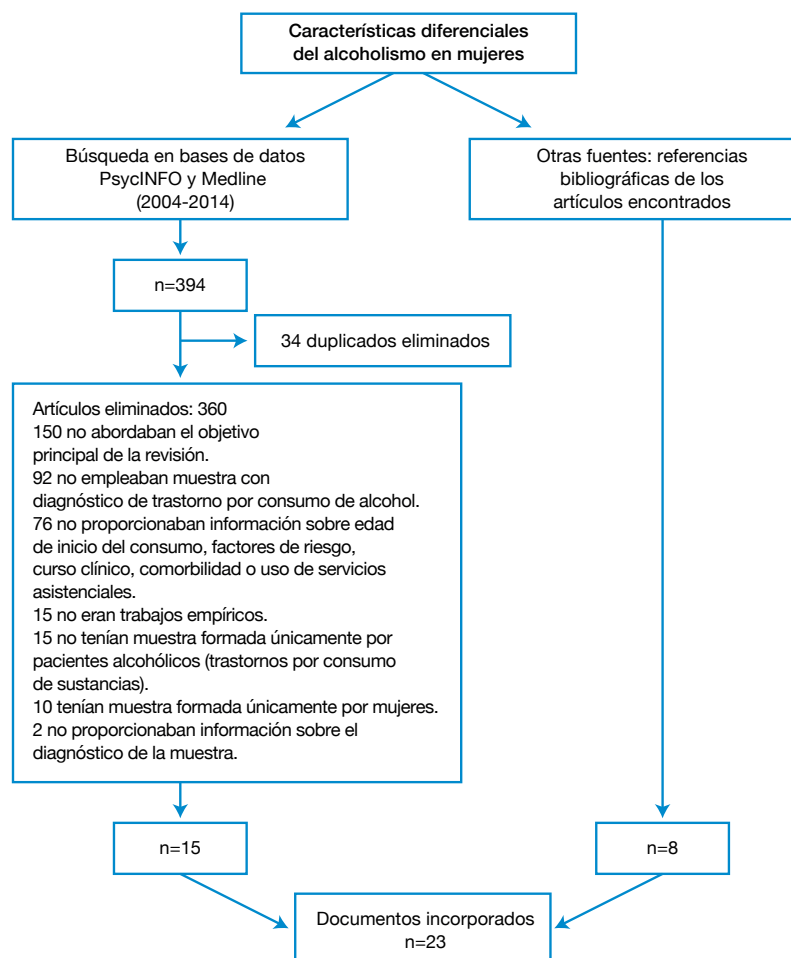 Características diferenciales
del alcoholismo en mujeres
Búsqueda en bases de datos
PsycINFO y Medline
(2004-2014)
Otras fuentes: referencias
bibliográficas de los
artículos encontrados
n=394
34 duplicados eliminados
Artículos eliminados: 360
150 no abordaban el objetivo
principal de la revisión.
92 no empleaban muestra con
diagnóstico de trastorno por consumo de alcohol.
76 no proporcionaban información sobre edad
de inicio del consumo, factores de riesgo,
curso clínico, comorbilidad o uso de servicios
asistenciales.
15 no eran trabajos empíricos.
15 no tenían muestra formada únicamente por
pacientes alcohólicos (trastornos por consumo
de sustancias).
10 tenían muestra formada únicamente por mujeres.
2 no proporcionaban información sobre el
diagnóstico de la muestra.
n=15
n=8
Documentos incorporados
n=23